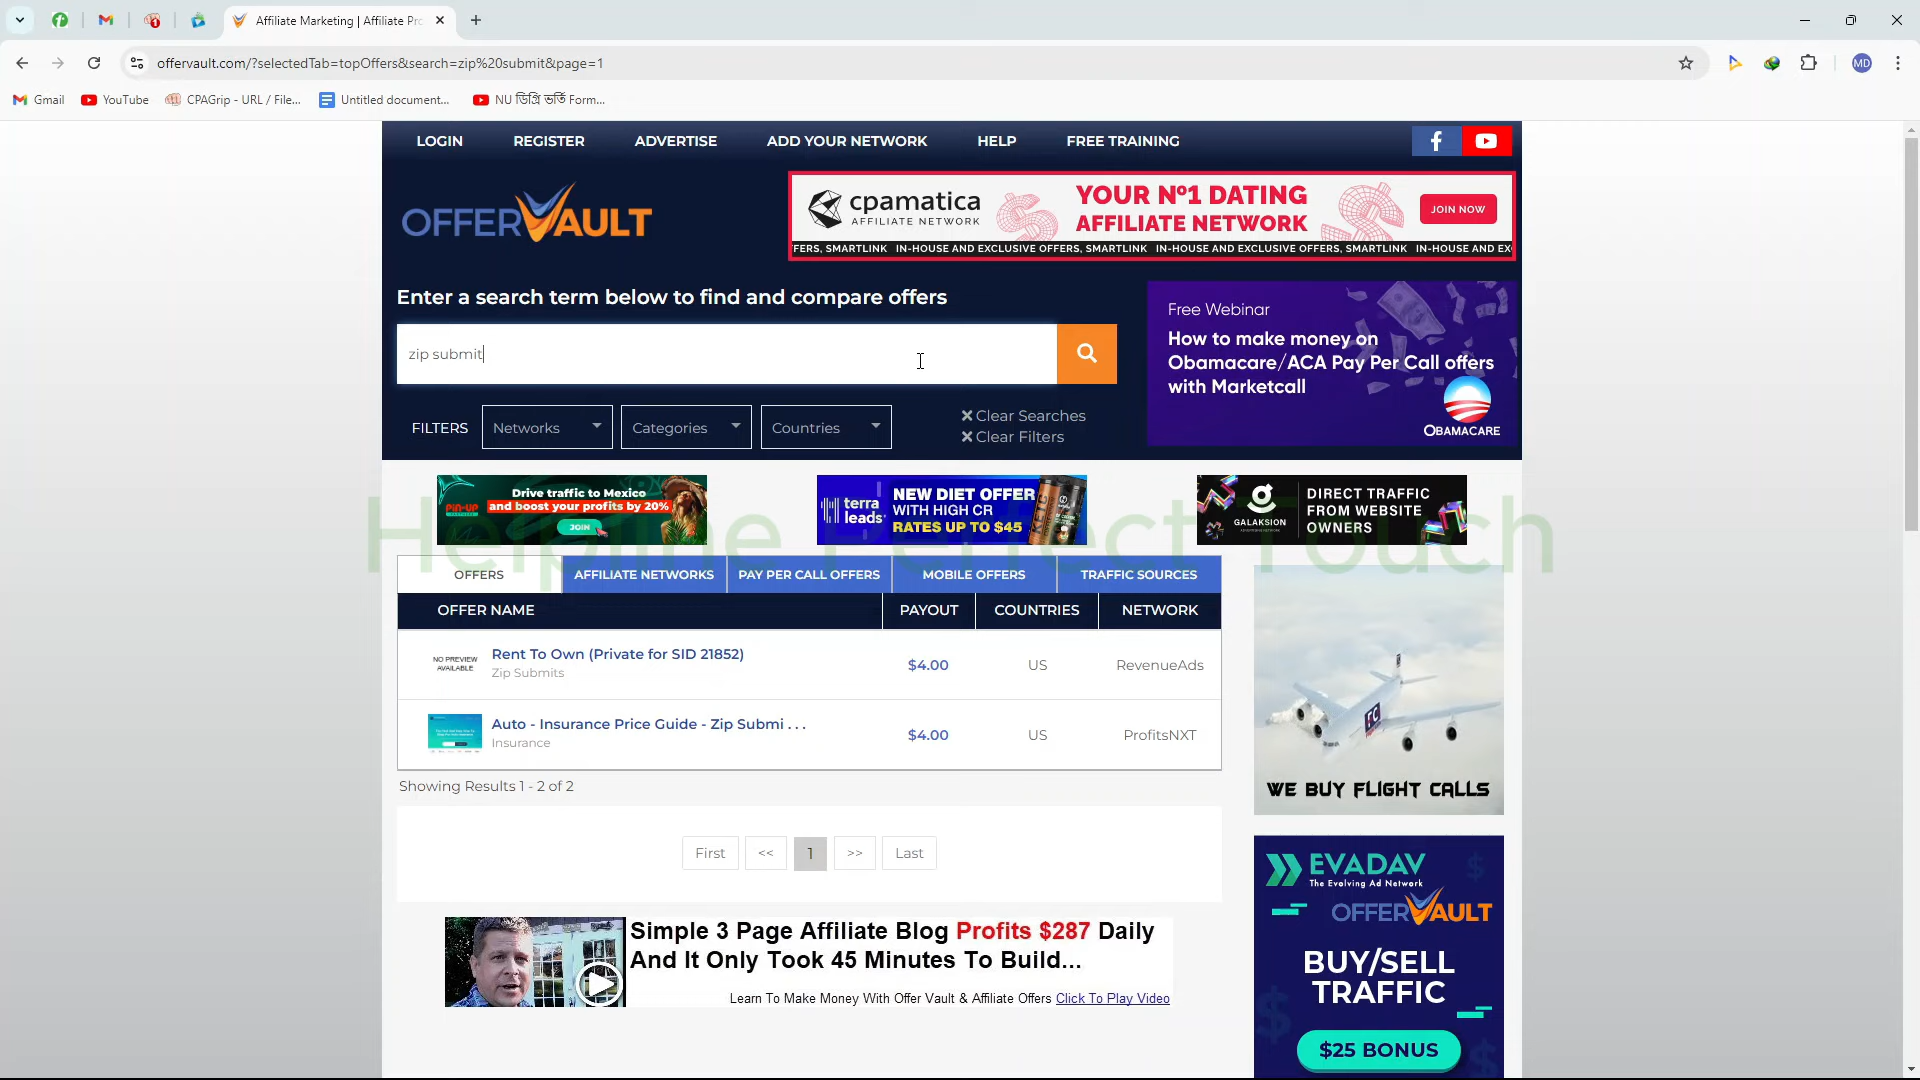 Affiliate Marketing | Affiliate Pr
offervault.com/?selectedTab=topOffers&search=zip%20submit&page=1
MD
Gmail
YouTube
CPAGrip - URL / File...
Untitled document...
NU ডিগ্রি ভর্তি Form...
LOGIN
REGISTER
ADVERTISE
ADD YOUR NETWORK
HELP
FREE TRAINING
OFFERVAULT
cpamatica
AFFILIATE NETWORK
YOUR Nº1 DATING
AFFILIATE NETWORK
JOIN NOW
FERS, SMARTLINK IN-HOUSE AND EXCLUSIVE OFFERS, SMARTLINK IN-HOUSE AND EXCLUSIVE OFFERS, SMARTLINK IN-HOUSE AND EX
Enter a search term below to find and compare offers
zip submit
Free Webinar
How to make money on
Obamacare/ACA Pay Per Call offers
with Marketcall
OBAMACARE
FILTERS
Networks
Categories
Countries
Clear Searches
Clear Filters
PIN-UP
Drive traffic to Mexico
and boost your profits by 20%
JOIN
terra
leads
NEW DIET OFFER
WITH HIGH CR
RATES UP TO $45
GALAKSION
DIRECT TRAFFIC
FROM WEBSITE
OWNERS
Helpline Perfect Touch
OFFERS
AFFILIATE NETWORKS
PAY PER CALL OFFERS
MOBILE OFFERS
TRAFFIC SOURCES
OFFER NAME
PAYOUT
COUNTRIES
NETWORK
NO PREVIEW
AVAILABLE
Rent To Own (Private for SID 21852)
Zip Submits
$4.00
US
RevenueAds
Auto - Insurance Price Guide - Zip Submi . . .
Insurance
$4.00
US
ProfitsNXT
Showing Results 1 - 2 of 2
First
<<
1
>>
Last
FC
WE BUY FLIGHT CALLS
Simple 3 Page Affiliate Blog Profits $287 Daily
And It Only Took 45 Minutes To Build...
Learn To Make Money With Offer Vault & Affiliate Offers Click To Play Video
EVADAV
The Evolving Ad Network
OFFERVAULT
BUY/SELL
TRAFFIC
$25 BONUS